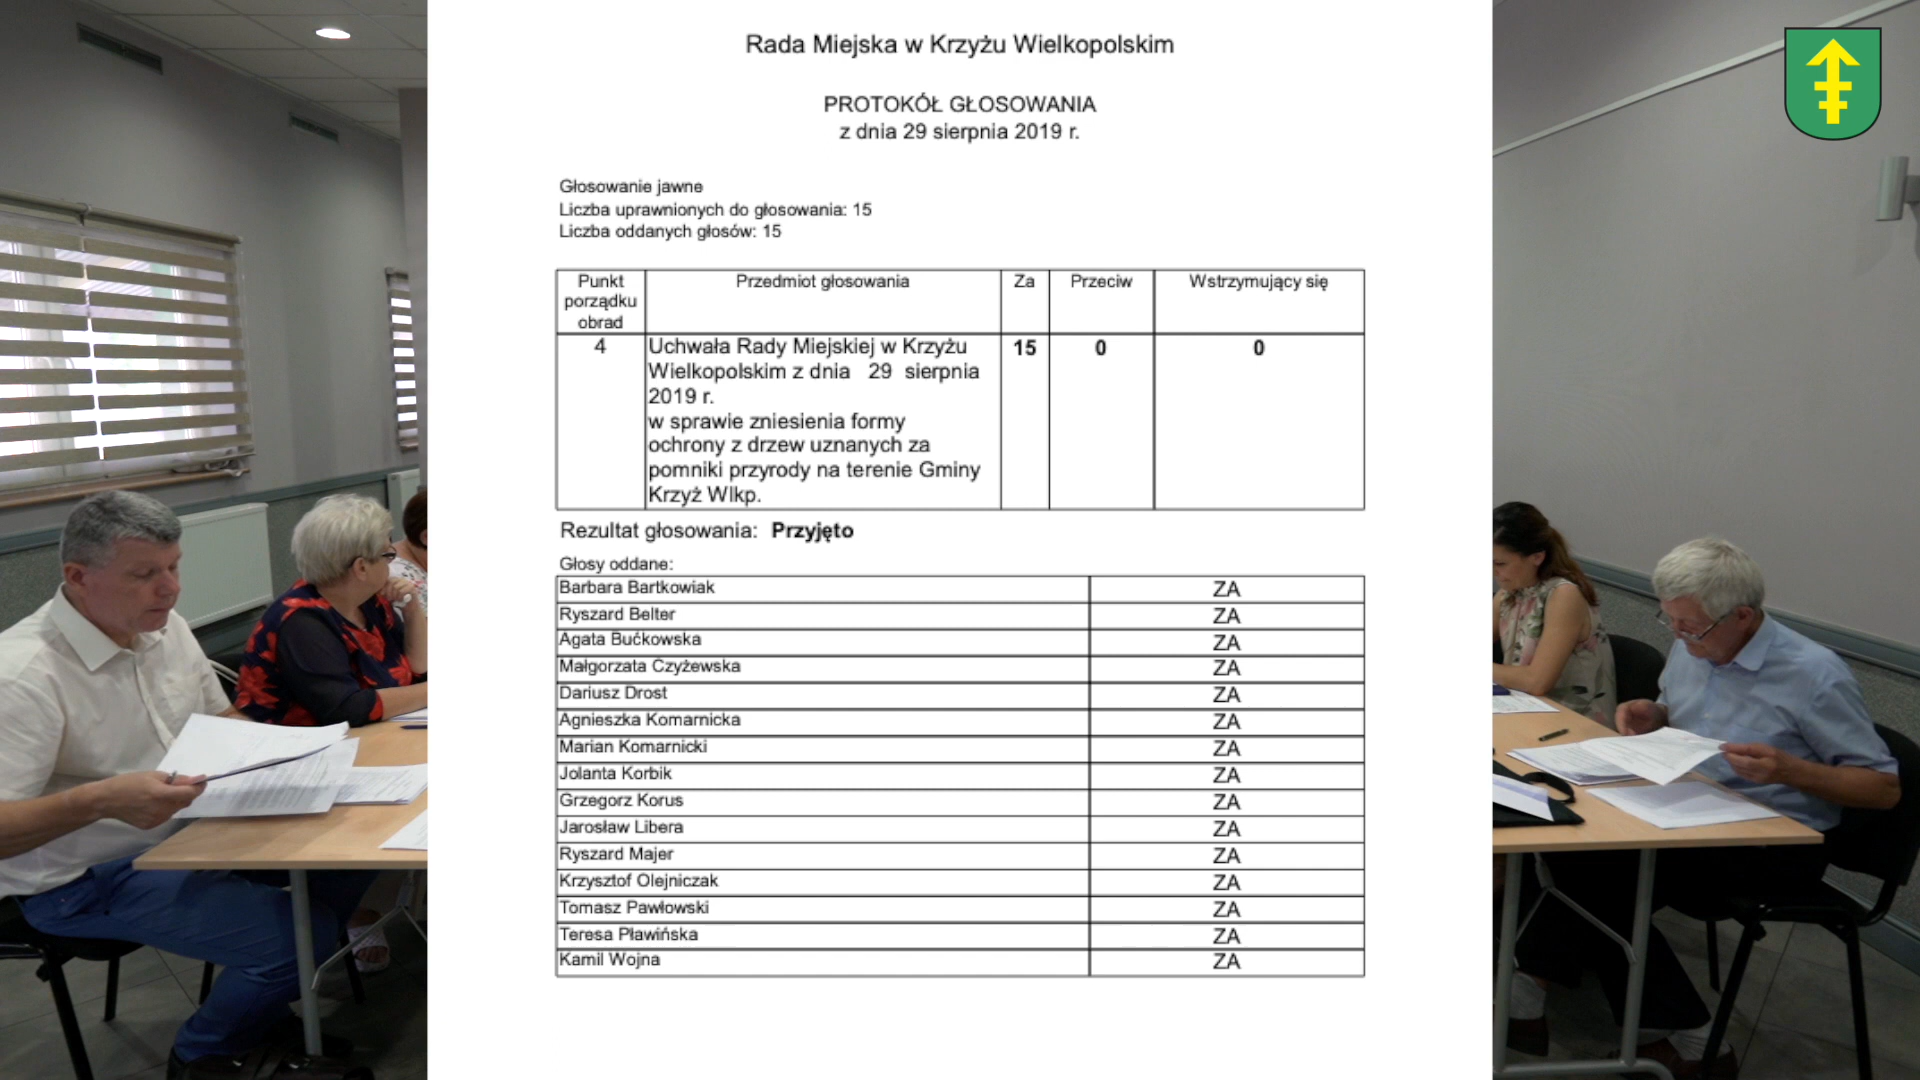 Rada Miejska w Krzyżu Wielkopolskim
PROTOKÓŁ GŁOSOWANIA
z dnia 29 sierpnia 2019 r.
Głosowanie jawne
Liczba uprawnionych do głosowania: 15
Liczba oddanych głosów: 15
Punkt porządku obrad Przedmiot głosowania Za Przeciw Wstrzymujący się
4 Uchwała Rady Miejskiej w Krzyżu 15 0 0
Wielkopolskim z dnia 29 sierpnia
2019 r.
w sprawie zniesienia formy
ochrony z drzew uznanych za
pomniki przyrody na terenie Gminy
Krzyż Wlkp.
Rezultat głosowania: Przyjęto
Głosy oddane:
Barbara Bartkowiak ZA
Ryszard Belter ZA
Agata Bućkowska ZA
Małgorzata Czyżewska ZA
Dariusz Drost ZA
Agnieszka Komarnicka ZA
Marian Komarnicki ZA
Jolanta Korbik ZA
Grzegorz Korus ZA
Jarosław Libera ZA
Ryszard Majer ZA
Krzysztof Olejniczak ZA
Tomasz Pawłowski ZA
Teresa Pławińska ZA
Kamil Wojna ZA